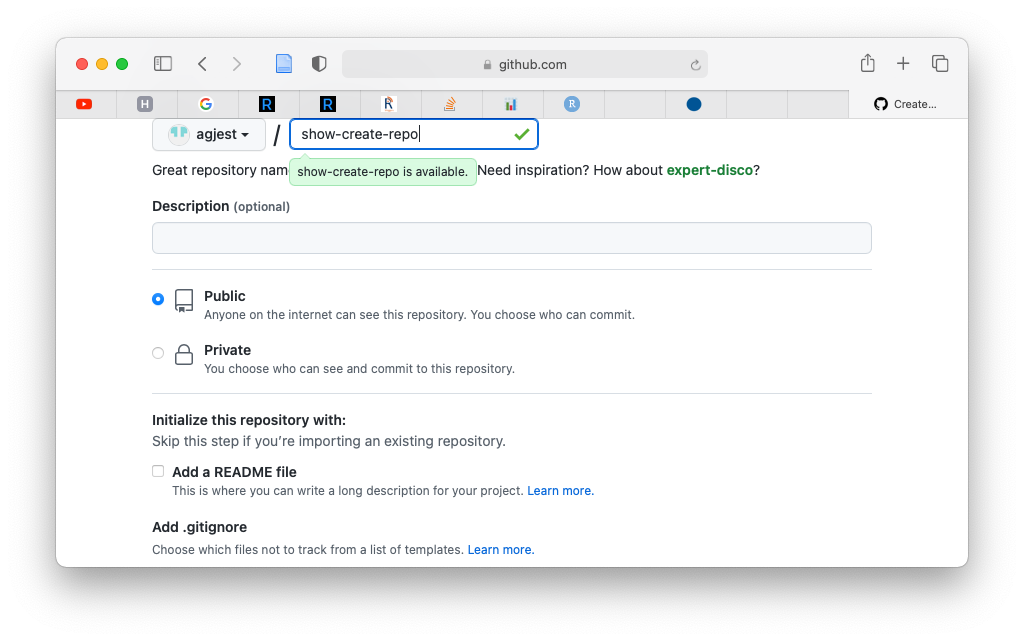 github.com
H
G
R
R
R
R
Create...
agjest / show-create-repo
Great repository nam
show-create-repo is available.
Need inspiration? How about expert-disco?
Description (optional)
Public
Anyone on the internet can see this repository. You choose who can commit.
Private
You choose who can see and commit to this repository.
Initialize this repository with:
Skip this step if you’re importing an existing repository.
Add a README file
This is where you can write a long description for your project. Learn more.
Add .gitignore
Choose which files not to track from a list of templates. Learn more.